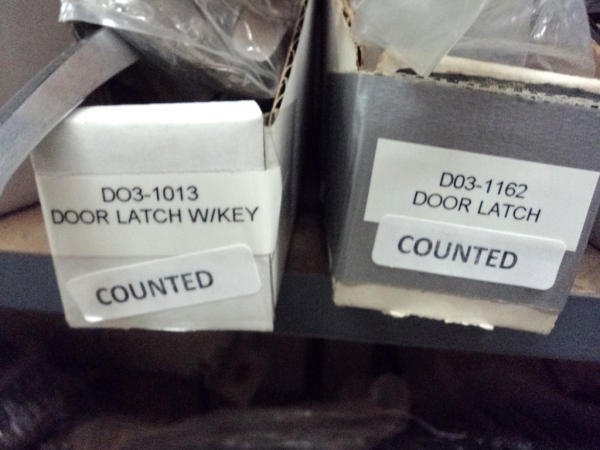 DO3-1013
DOOR LATCH W/KEY
COUNTED
D03-1162
DOOR LATCH
COUNTED